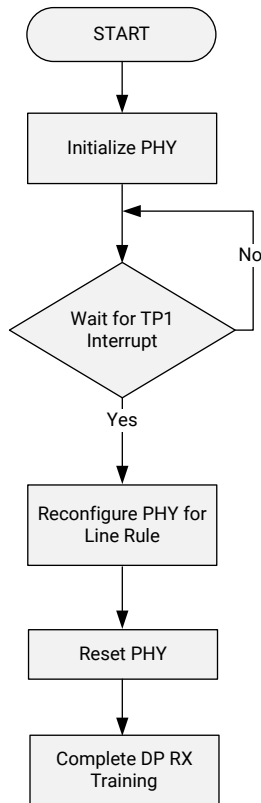 START
Initialize PHY
No
Wait for TP1
Interrupt
Yes
Reconfigure PHY for
Line Rule
Reset PHY
Complete DP RX
Training